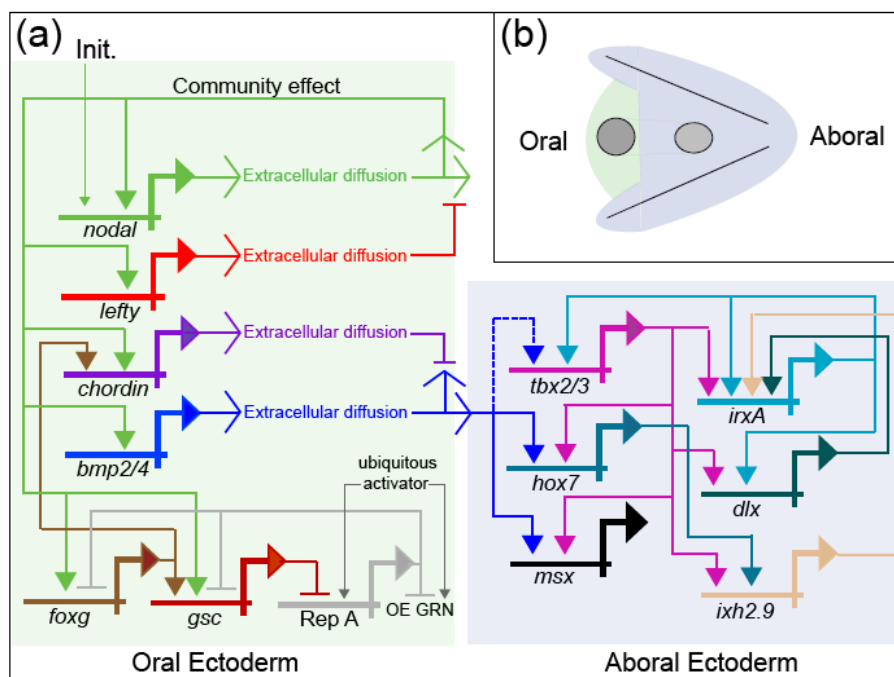 (a)
Init.
Community effect
Extracellular diffusion
nodal
Extracellular diffusion
lefty
Extracellular diffusion
chordin
Extracellular diffusion
bmp2/4
ubiquitous
activator
foxg
gsc
Rep A
OE GRN
Oral Ectoderm
(b)
Oral
Aboral
tbx2/3
irxA
hox7
dlx
msx
ixh2.9
Aboral Ectoderm